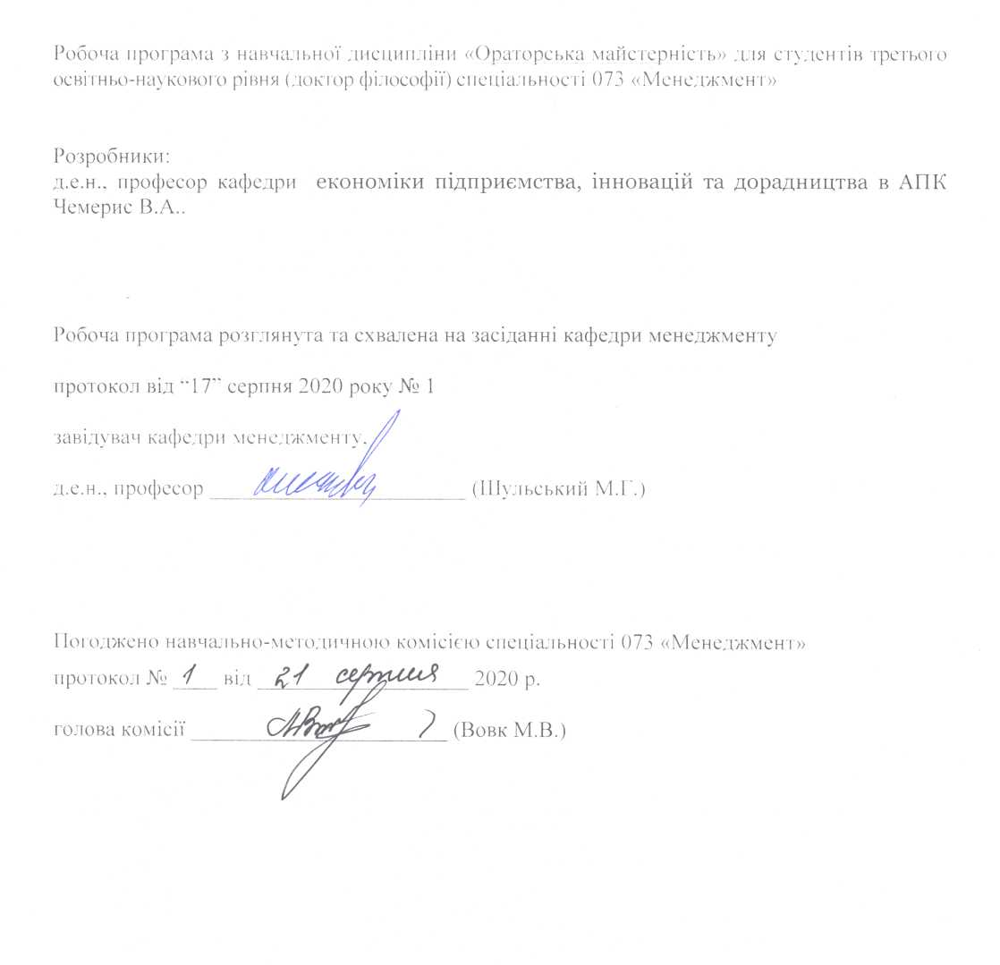 Робоча програма з навчальної дисципліни «Ораторська майстерність» для студентів третього
освітньо-наукового рівня (доктор філософії) спеціальності 073 «Менеджмент»
Розробники:
д.е.н., професор кафедри економіки підприємства, інновацій та дорадництва в АПК
Чемерис В.А..
Робоча програма розглянута та схвалена на засіданні кафедри менеджменту
протокол від “17” серпня 2020 року № 1
завідувач кафедри менеджменту,
д.е.н., професор ______________________ (Шульський М.Г.)
Погоджено навчально-методичною комісією спеціальності 073 «Менеджмент»
протокол № 1 від 21 серпня 2020 р.
голова комісії ______________________ (Вовк М.В.)